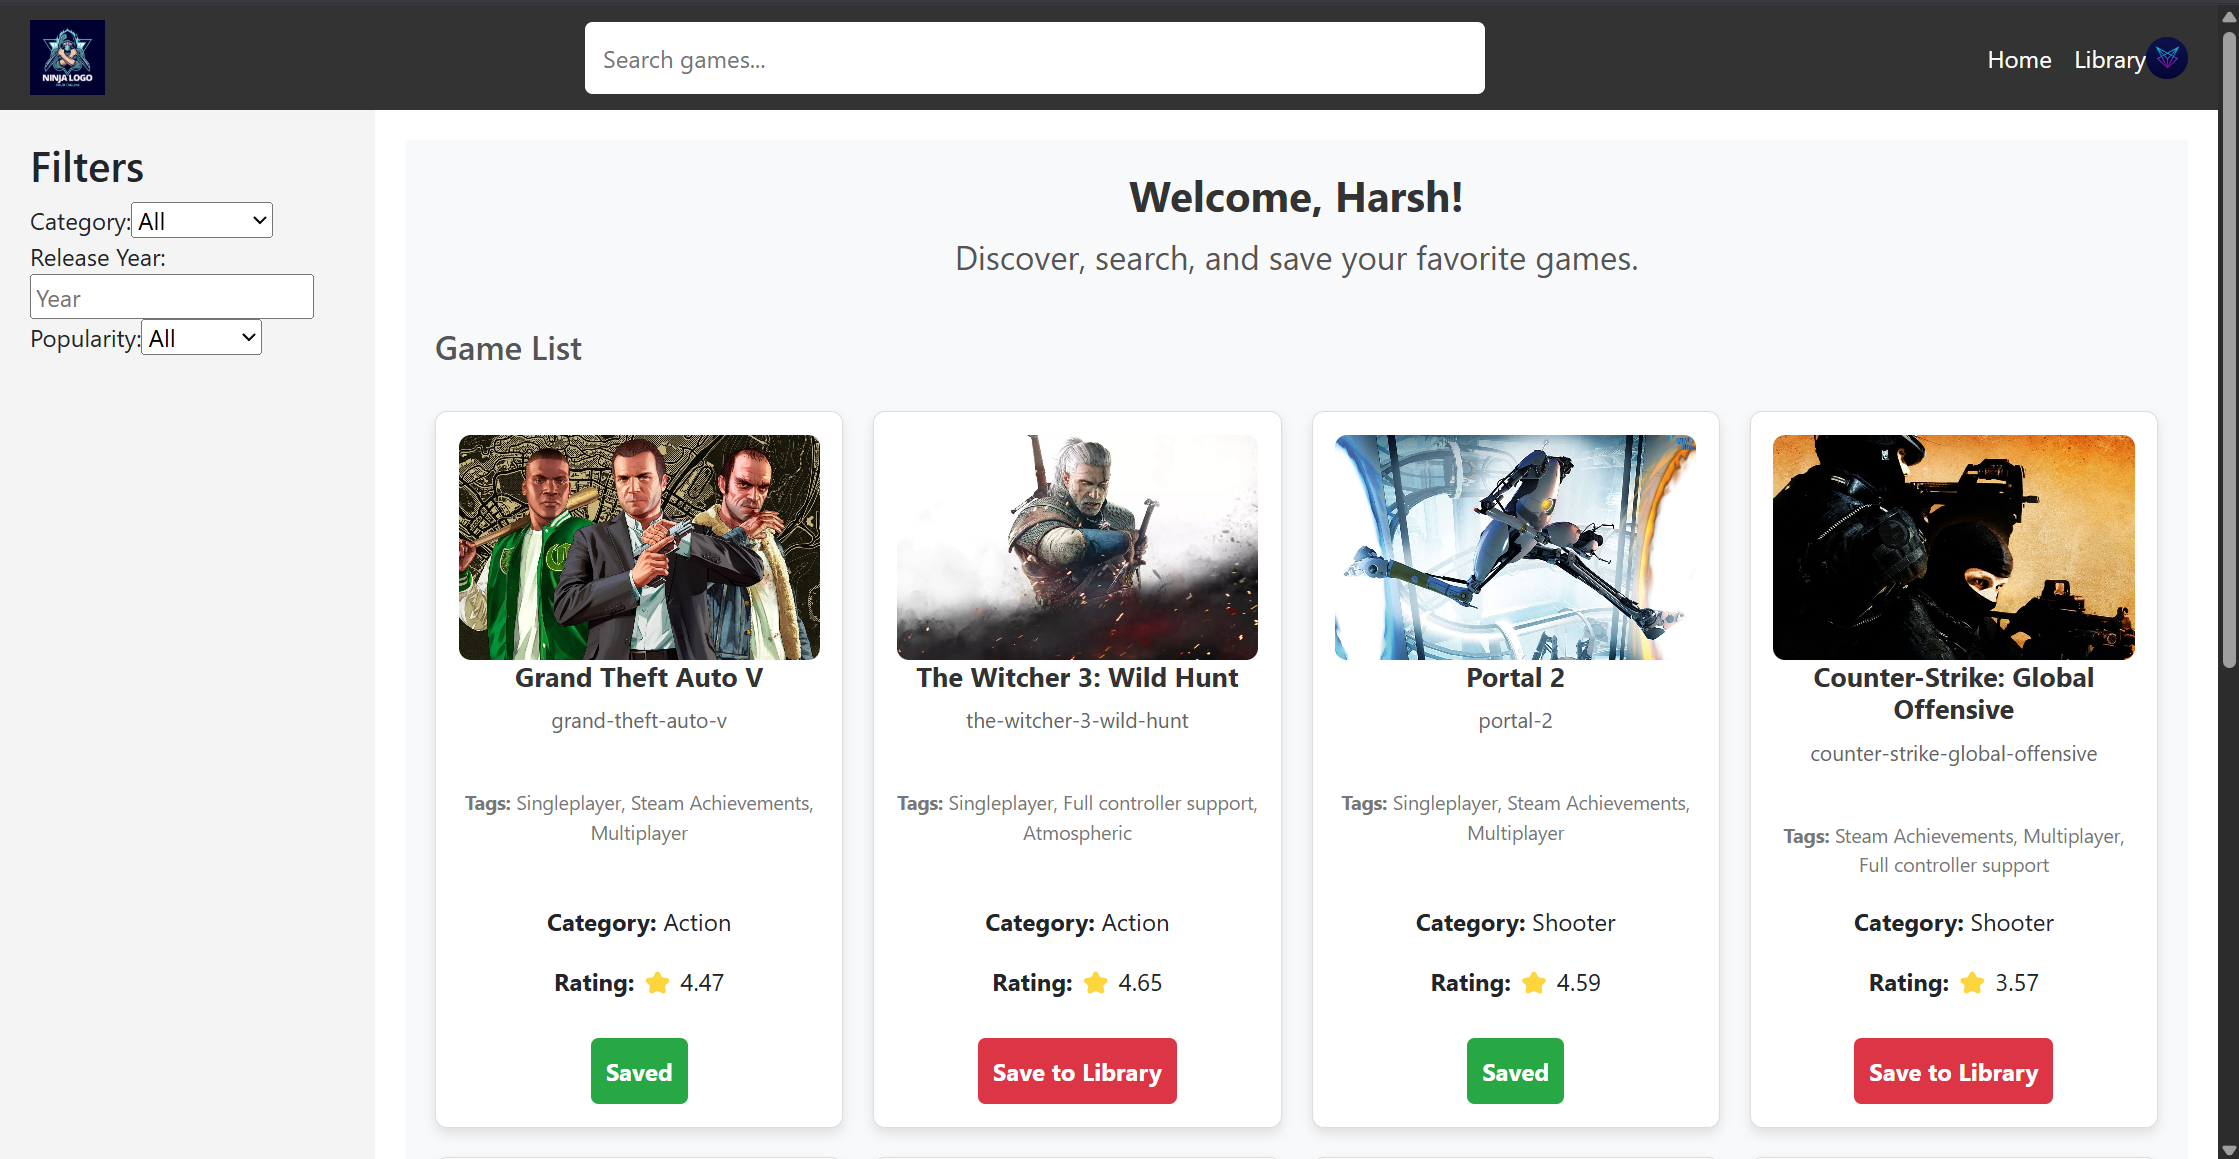 NINJA LOGO
Search games...
Home Library
Filters
Category: All
Release Year:
Year
Popularity: All
Welcome, Harsh!
Discover, search, and save your favorite games.
Game List
Grand Theft Auto V
grand-theft-auto-v
Tags: Singleplayer, Steam Achievements,
Multiplayer
Category: Action
Rating: 4.47
Saved
The Witcher 3: Wild Hunt
the-witcher-3-wild-hunt
Tags: Singleplayer, Full controller support,
Atmospheric
Category: Action
Rating: 4.65
Save to Library
Portal 2
portal-2
Tags: Singleplayer, Steam Achievements,
Multiplayer
Category: Shooter
Rating: 4.59
Saved
Counter-Strike: Global
Offensive
counter-strike-global-offensive
Tags: Steam Achievements, Multiplayer,
Full controller support
Category: Shooter
Rating: 3.57
Save to Library